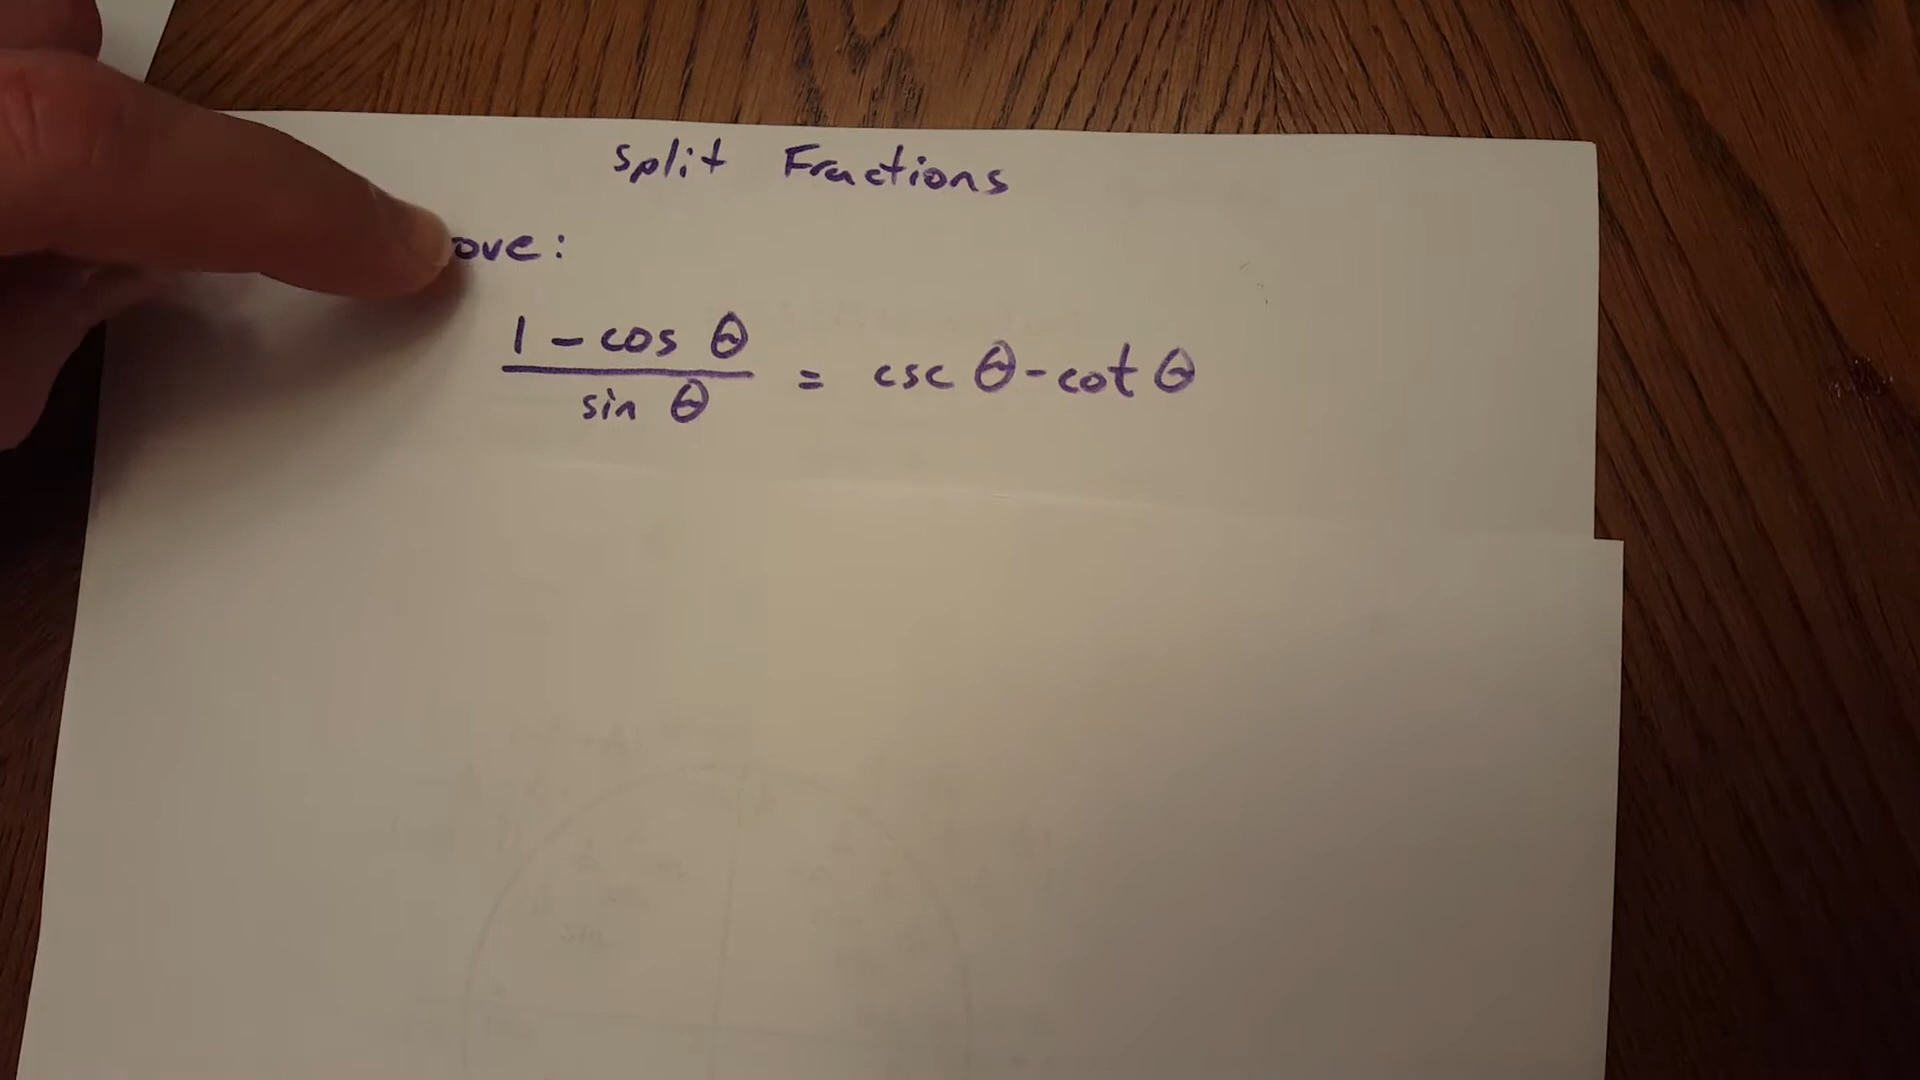 Split Fractions
ove:
1 - cos θ
sin θ
= csc θ - cot θ